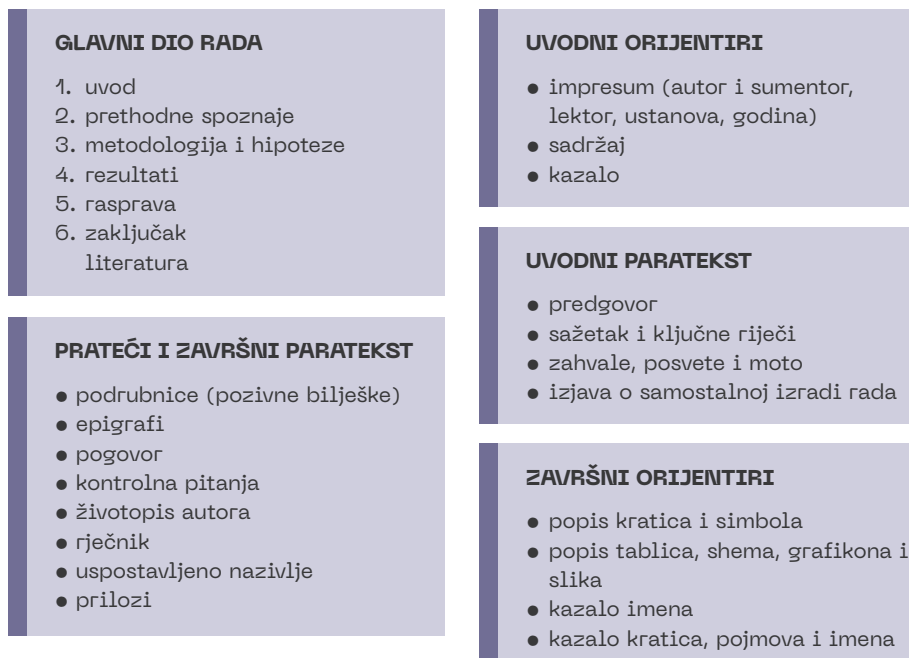 GLAVNI DIO RADA
1. uvod
2. prethodne spoznaje
3. metodologija i hipoteze
4. rezultati
5. rasprava
6. zaključak
literatura
PRATEĆI I ZAVRŠNI PARATEKST
● podrubnice (pozivne bilješke)
● epigrafi
● pogovor
● kontrolna pitanja
● životopis autora
● rječnik
● uspostavljeno nazivlje
● prilozi
UVODNI ORIJENTIRI
● impresum (autor i sumentor,
lektor, ustanova, godina)
● sadržaj
● kazalo
UVODNI PARATEKST
● predgovor
● sažetak i ključne riječi
● zahvale, posvete i moto
● izjava o samostalnoj izradi rada
ZAVRŠNI ORIJENTIRI
● popis kratica i simbola
● popis tablica, shema, grafikona i
slika
● kazalo imena
● kazalo kratica, pojmova i imena